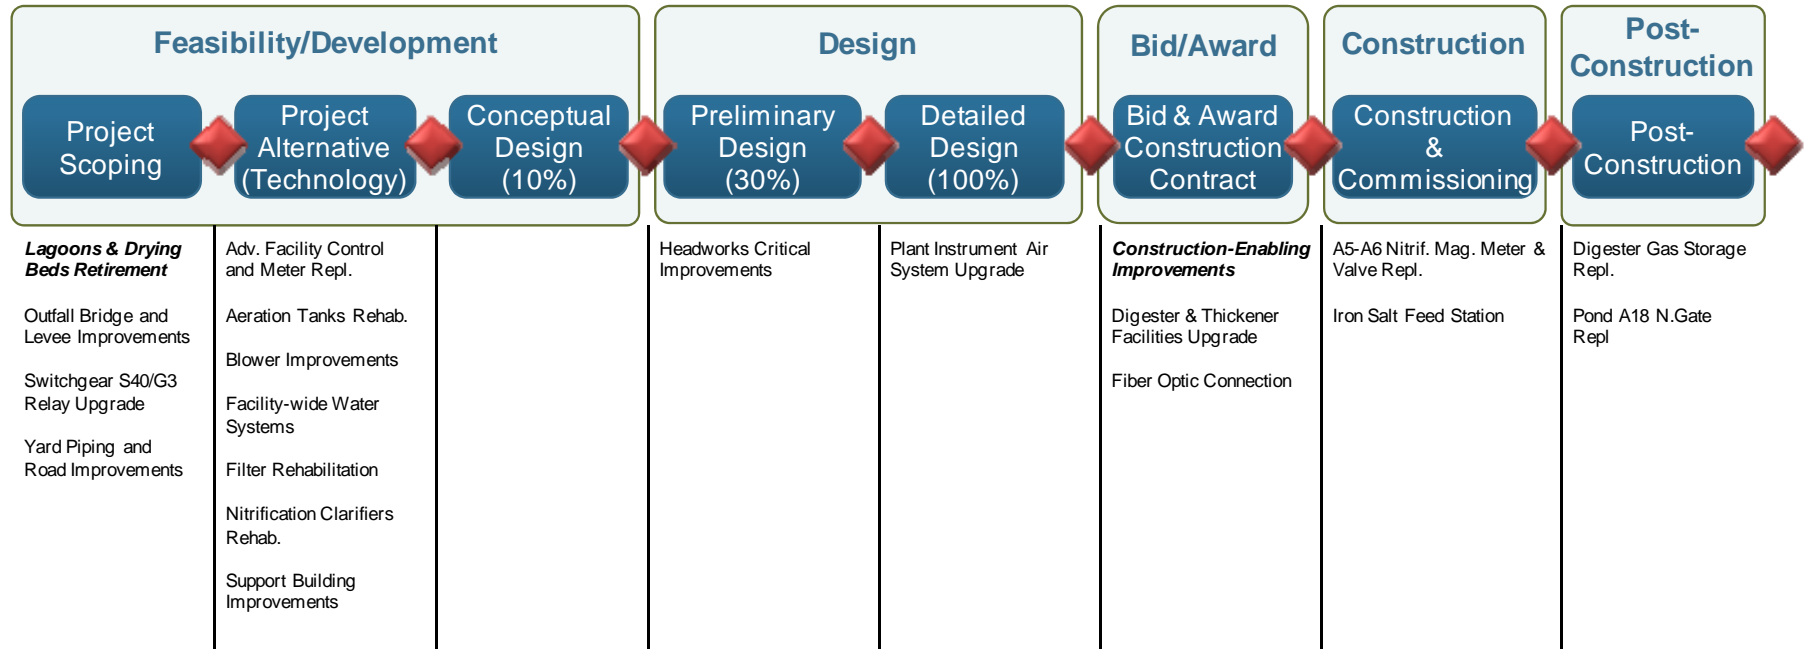 Feasibility/Development
Design
Bid/Award
Construction
Post-
Construction
Project
Scoping
Project
Alternative
(Technology)
Conceptual
Design
(10%)
Preliminary
Design
(30%)
Detailed
Design
(100%)
Bid & Award
Construction
Contract
Construction
&
Commissioning
Post-
Construction
Lagoons & Drying
Beds Retirement
Outfall Bridge and
Levee Improvements
Switchgear S40/G3
Relay Upgrade
Yard Piping and
Road Improvements
Adv. Facility Control
and Meter Repl.
Aeration Tanks Rehab.
Blower Improvements
Facility-wide Water
Systems
Filter Rehabilitation
Nitrification Clarifiers
Rehab.
Support Building
Improvements
Headworks Critical
Improvements
Plant Instrument Air
System Upgrade
Construction-Enabling
Improvements
Digester & Thickener
Facilities Upgrade
Fiber Optic Connection
A5-A6 Nitrif. Mag. Meter &
Valve Repl.
Iron Salt Feed Station
Digester Gas Storage
Repl.
Pond A18 N.Gate
Repl